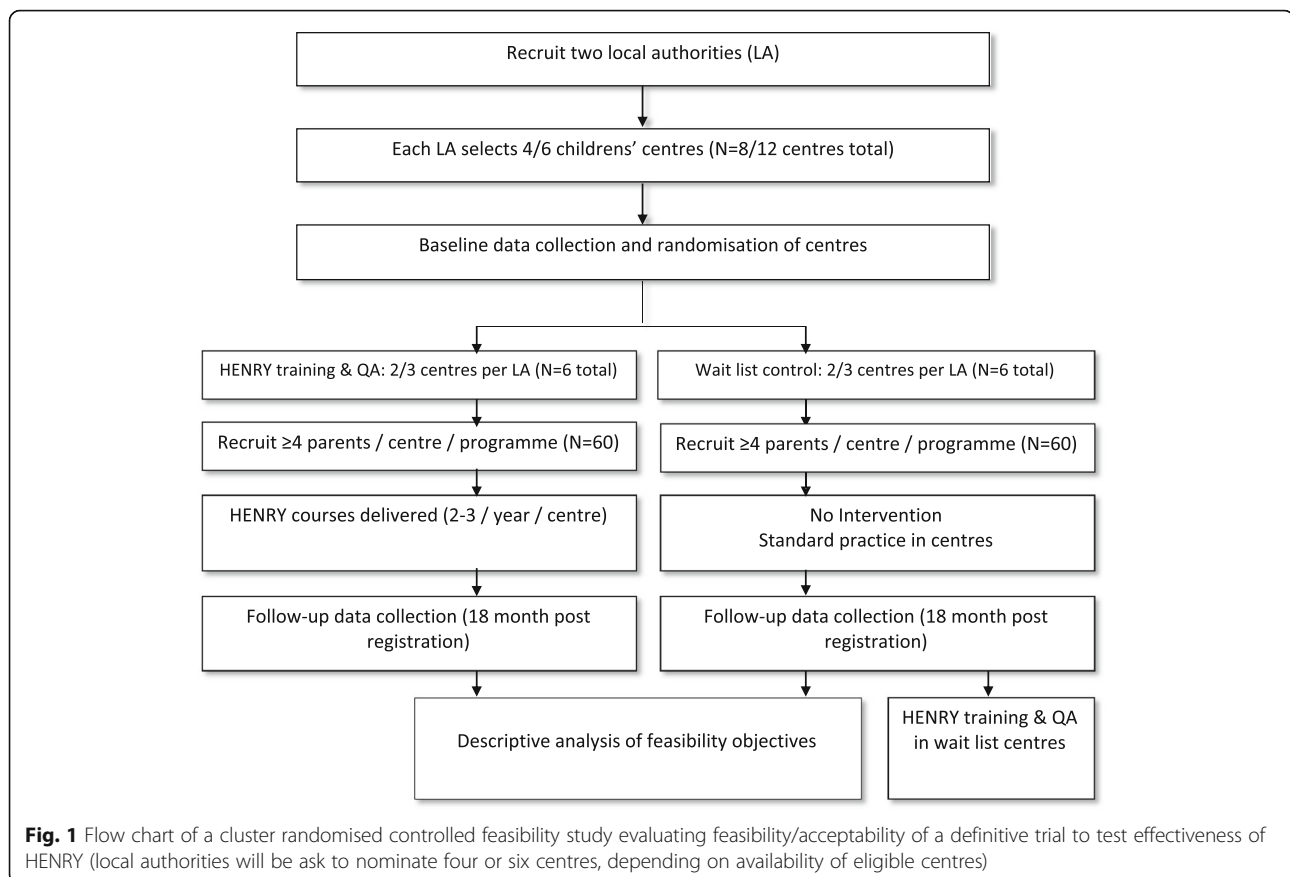 Recruit two local authorities (LA)
Each LA selects 4/6 childrens’ centres (N=8/12 centres total)
Baseline data collection and randomisation of centres
HENRY training & QA: 2/3 centres per LA (N=6 total)
Wait list control: 2/3 centres per LA (N=6 total)
Recruit ≥4 parents / centre / programme (N=60)
Recruit ≥4 parents / centre / programme (N=60)
HENRY courses delivered (2-3 / year / centre)
No Intervention
Standard practice in centres
Follow-up data collection (18 month post
registration)
Follow-up data collection (18 month post
registration)
Descriptive analysis of feasibility objectives
HENRY training & QA
in wait list centres
Fig. 1 Flow chart of a cluster randomised controlled feasibility study evaluating feasibility/acceptability of a definitive trial to test effectiveness of
HENRY (local authorities will be ask to nominate four or six centres, depending on availability of eligible centres)